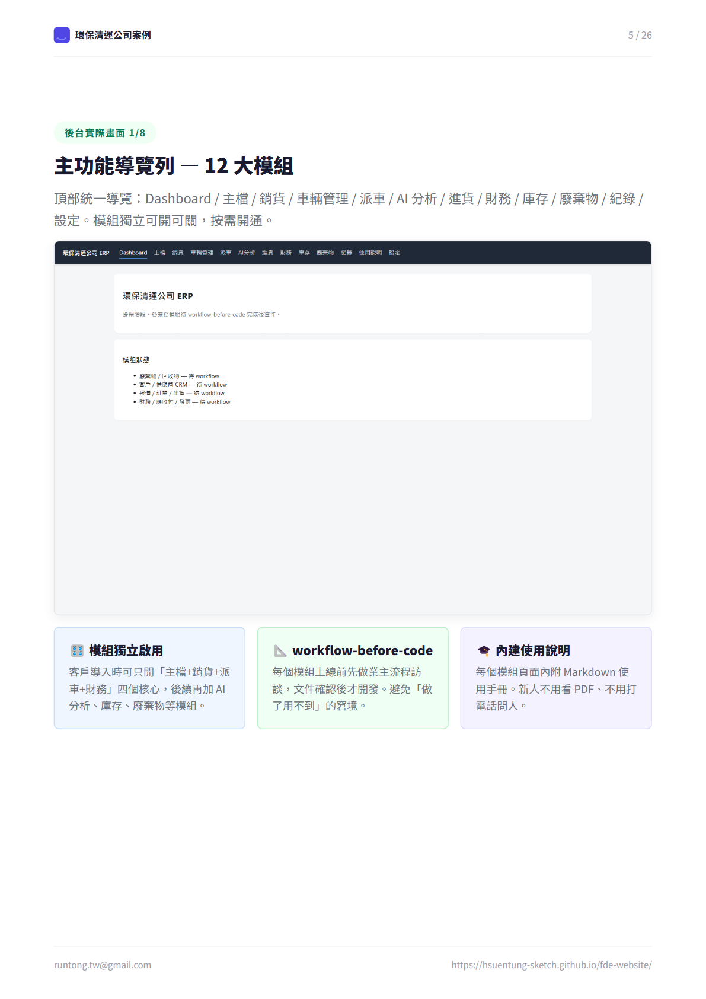 環保清運公司案例
5 / 26
後台實際畫面 1/8
主功能導覽列 — 12 大模組
頂部統一導覽：Dashboard / 主檔 / 銷貨 / 車輛管理 / 派車 / AI 分析 / 進貨 / 財務 / 庫存 / 廢棄物 / 紀錄 /
設定。模組獨立可開可關，按需開通。
環保清運公司 ERP Dashboard 主檔 銷貨 車輛管理 派車 AI分析 進貨 財務 庫存 廢棄物 紀錄 使用說明 設定
環保清運公司 ERP
骨架階段，各業務模組待 workflow-before-code 完成後實作。
模組狀態
• 廢棄物 / 回收物 — 待 workflow
• 客戶 / 供應商 CRM — 待 workflow
• 報價 / 訂單 / 出貨 — 待 workflow
• 財務 / 應收付 / 發票 — 待 workflow
模組獨立啟用
客戶導入時可只開「主檔+銷貨+派
車+財務」四個核心，後續再加 AI
分析、庫存、廢棄物等模組。
workflow-before-code
每個模組上線前先做業主流程訪
談，文件確認後才開發。避免「做
了用不到」的窘境。
內建使用說明
每個模組頁面內附 Markdown 使
用手冊。新人不用看 PDF、不用打
電話問人。
runtong.tw@gmail.com
https://hsuentung-sketch.github.io/fde-website/